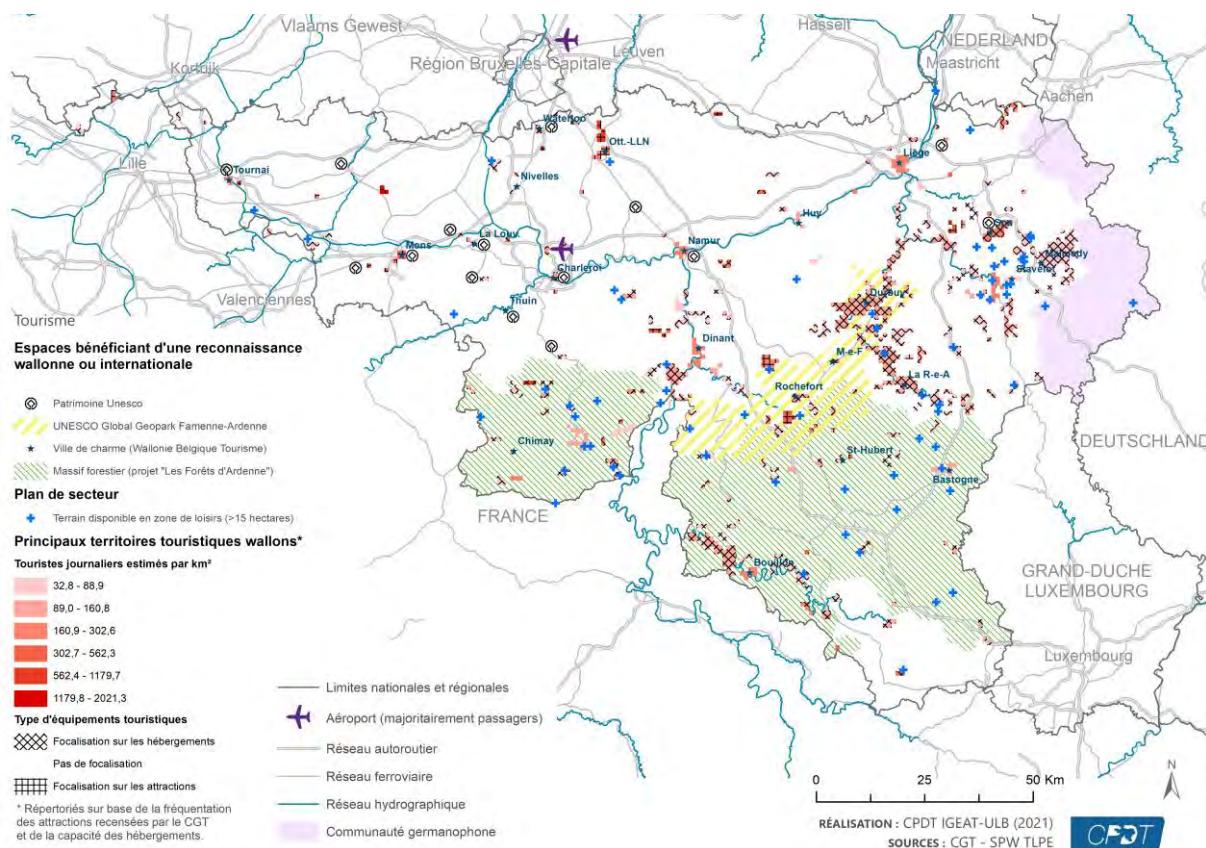 Vlaams Gewest
Hasselt
Kortrijk
Leuven
NEDERLAND
Région Bruxelles-Capitale
Maastricht
Aachen
Waterloo
Ott.-LLN
Lille
Tournai
Liège
Nivelles
Huy
Mons
La Louv
Namur
Spa
Malmedy
Stavelot
Charleroi
Valenciennes
Thuin
Durbuy
Tourisme
Dinant
M-e-F
La R-e-A
Rochefort
Chimay
St-Hubert
Bastogne
DEUTSCHLAND
FRANCE
Bouillon
GRAND-DUCHE
LUXEMBOURG
Luxembourg
Espaces bénéficiant d'une reconnaissance
wallonne ou internationale
Patrimoine Unesco
UNESCO Global Geopark Famenne-Ardenne
Ville de charme (Wallonie Belgique Tourisme)
Massif forestier (projet "Les Forêts d'Ardenne")
Plan de secteur
Terrain disponible en zone de loisirs (>15 hectares)
Principaux territoires touristiques wallons*
Touristes journaliers estimés par km²
32,8 - 88,9
89,0 - 160,8
160,9 - 302,6
302,7 - 562,3
562,4 - 1179,7
1179,8 - 2021,3
Type d'équipements touristiques
Focalisation sur les hébergements
Pas de focalisation
Focalisation sur les attractions
* Répertoriés sur base de la fréquentation
des attractions recensées par le CGT
et de la capacité des hébergements.
Limites nationales et régionales
Aéroport (majoritairement passagers)
Réseau autoroutier
Réseau ferroviaire
Réseau hydrographique
Communauté germanophone
0 25 50 Km
N
RÉALISATION : CPDT IGEAT-ULB (2021)
SOURCES : CGT - SPW TLPE
CPDT